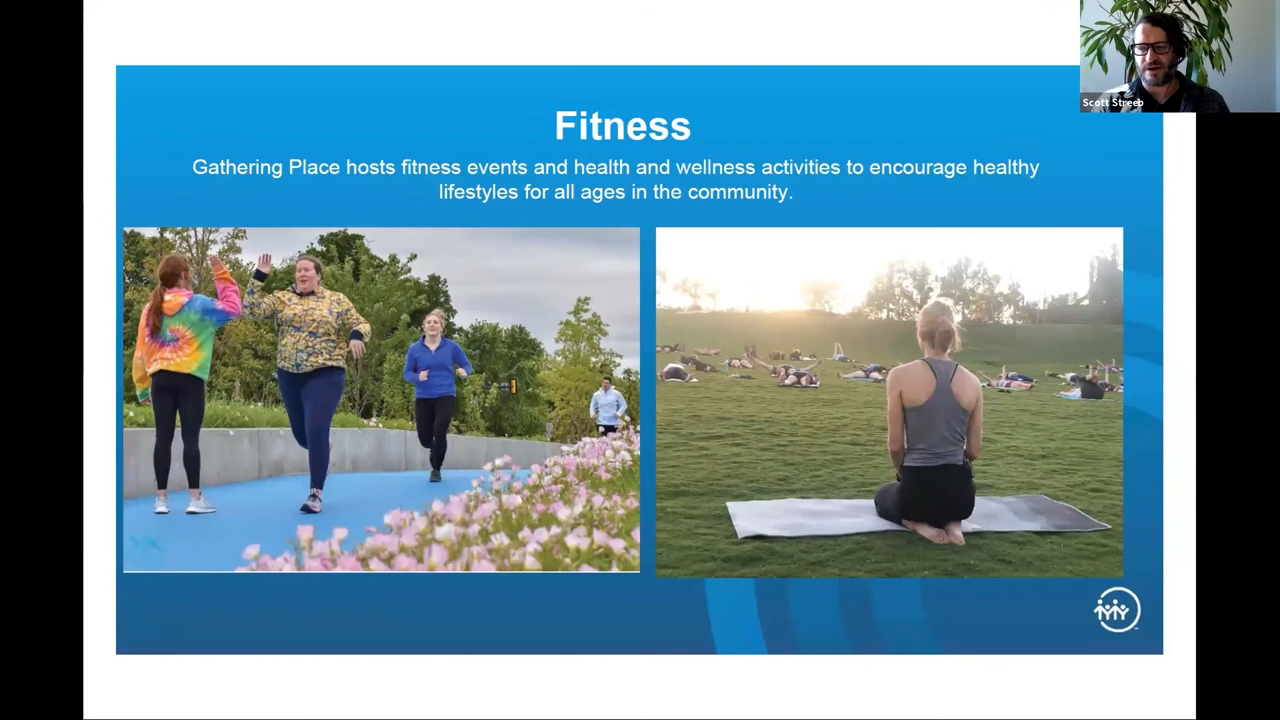 Scott Streeb
Fitness
Gathering Place hosts fitness events and health and wellness activities to encourage healthy
lifestyles for all ages in the community.